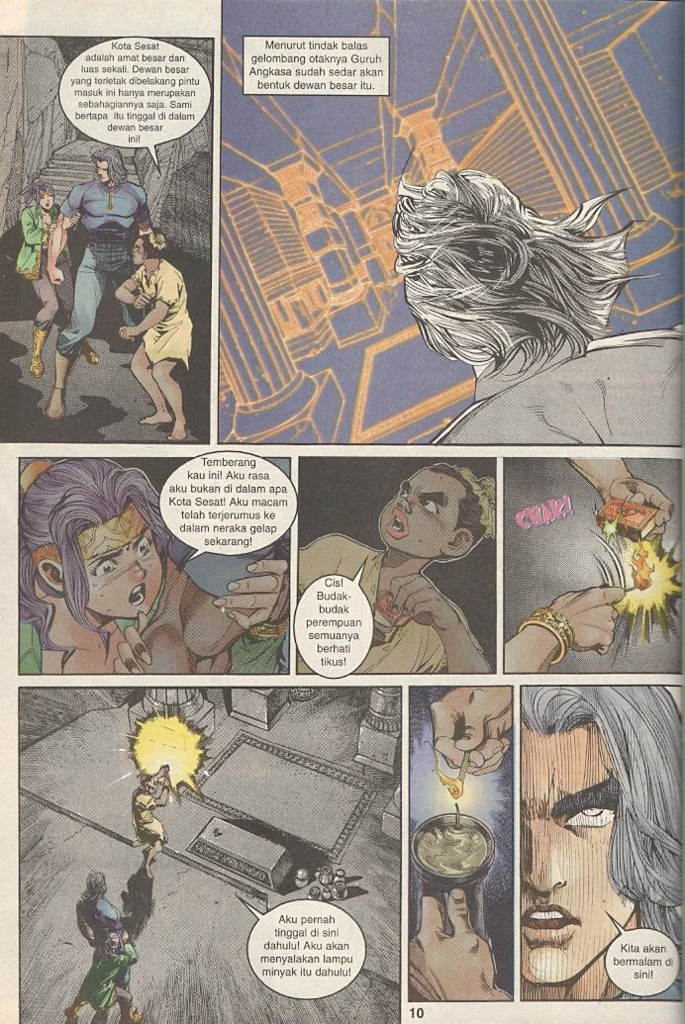 Kota Sesat
adalah amat besar dan
luas sekali. Dewan besar
yang terletak dibelakang pintu
masuk ini hanya merupakan
sebahagiannya saja. Sami
bertapa itu tinggal di dalam
dewan besar
ini!
Menurut tindak balas
gelombang otaknya Guruh
Angkasa sudah sedar akan
bentuk dewan besar itu.
Temberang
kau ini! Aku rasa
aku bukan di dalam apa
Kota Sesat! Aku macam
telah terjerumus ke
dalam neraka gelap
sekarang!
Cis!
Budak-
budak
perempuan
semuanya
berhati
tikus!
CHAK!
Aku pernah
tinggal di sini
dahulu! Aku akan
menyalakan lampu
minyak itu dahulu!
Kita akan
bermalam di
sini!
10